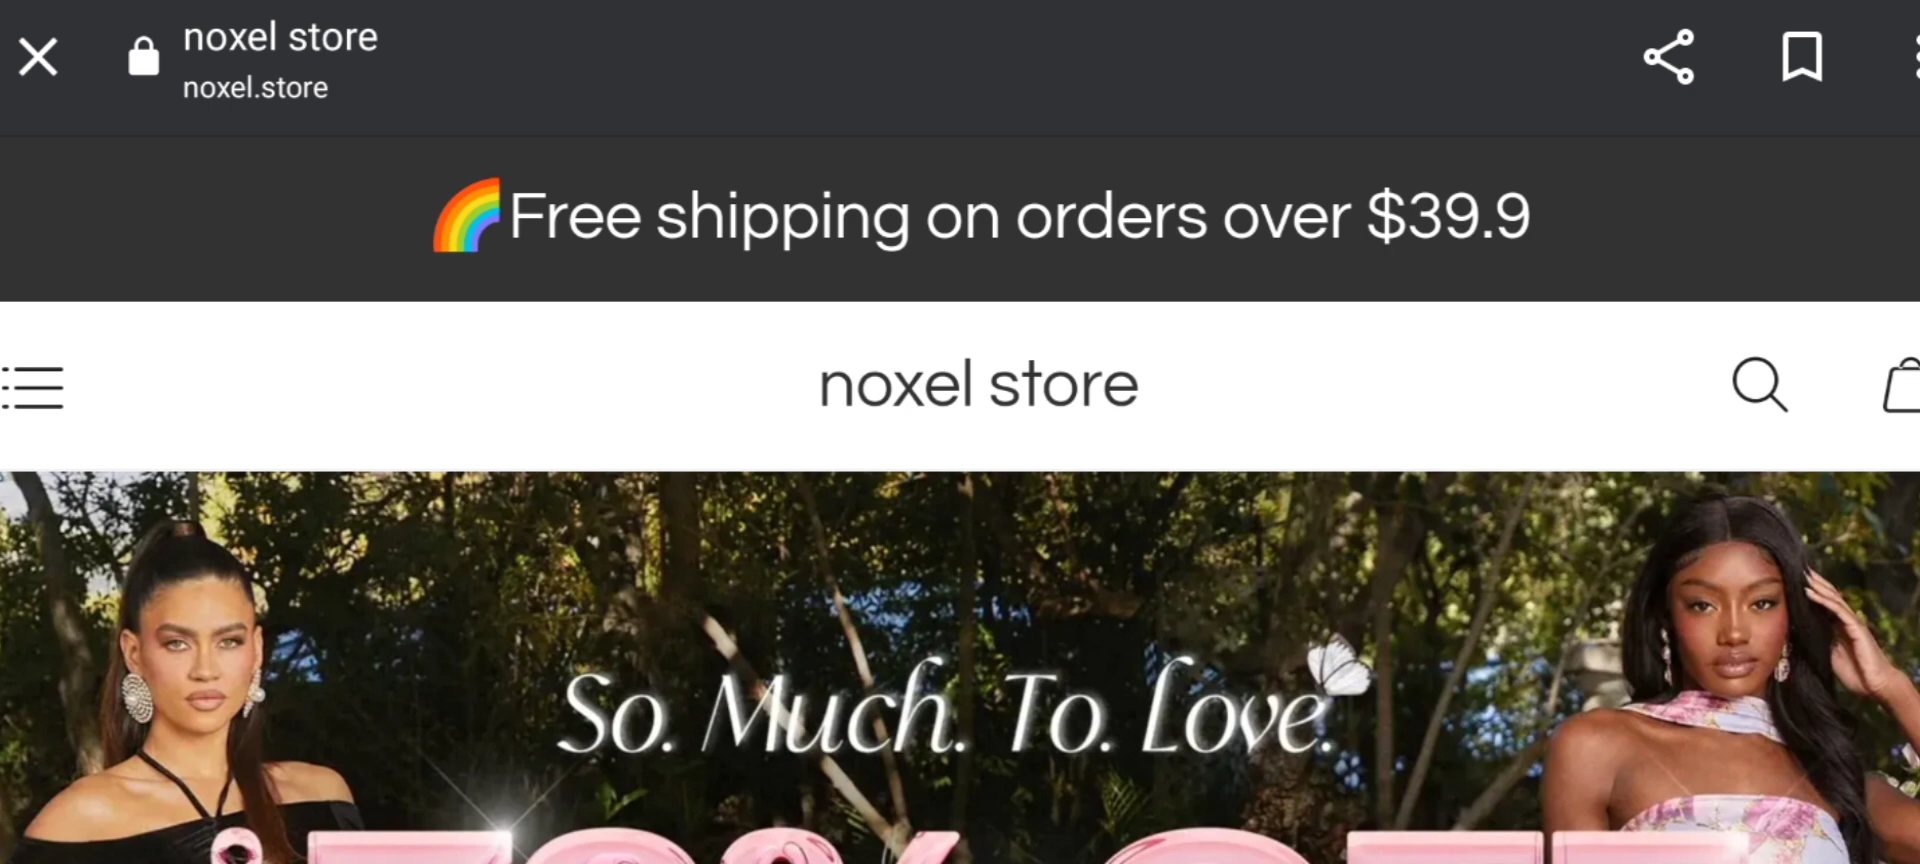 noxel store
noxel.store
🌈Free shipping on orders over $39.9
noxel store
So. Much. To. Love.